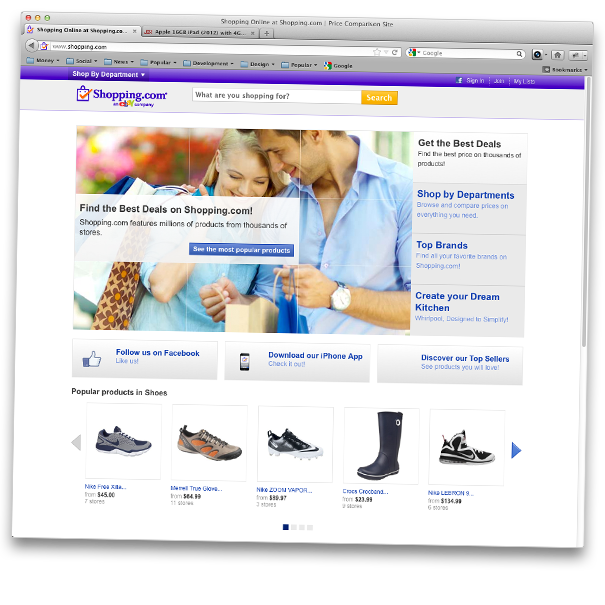 Shopping Online at Shopping.com | Price Comparison Site
Shopping Online at Shopping.co...
Apple 16GB iPad (2012) with 4G...
www.shopping.com
Google
Money
Social
News
Popular
Development
Design
Popular
Google
Bookmarks
Shop By Department
Sign In
Join
My Lists
Shopping.com
an ebay company
What are you shopping for?
Search
Find the Best Deals on Shopping.com!
Shopping.com features millions of products from thousands of
stores.
See the most popular products
Get the Best Deals
Find the best price on thousands of
products!
Shop by Departments
Browse and compare prices on
everything you need.
Top Brands
Find all your favorite brands on
Shopping.com!
Create your Dream
Kitchen
Whirlpool, Designed to Simplify!
Follow us on Facebook
Like us!
Download our iPhone App
Check it out!
Discover our Top Sellers
See products you will love!
Popular products in Shoes
Nike Free Xilla...
from $45.00
7 stores
Merrell True Glove...
from $64.99
11 stores
Nike ZOOM VAPOR...
from $89.97
3 stores
Crocs Crocband...
from $23.99
9 stores
Nike LEBRON 9...
from $134.99
6 stores